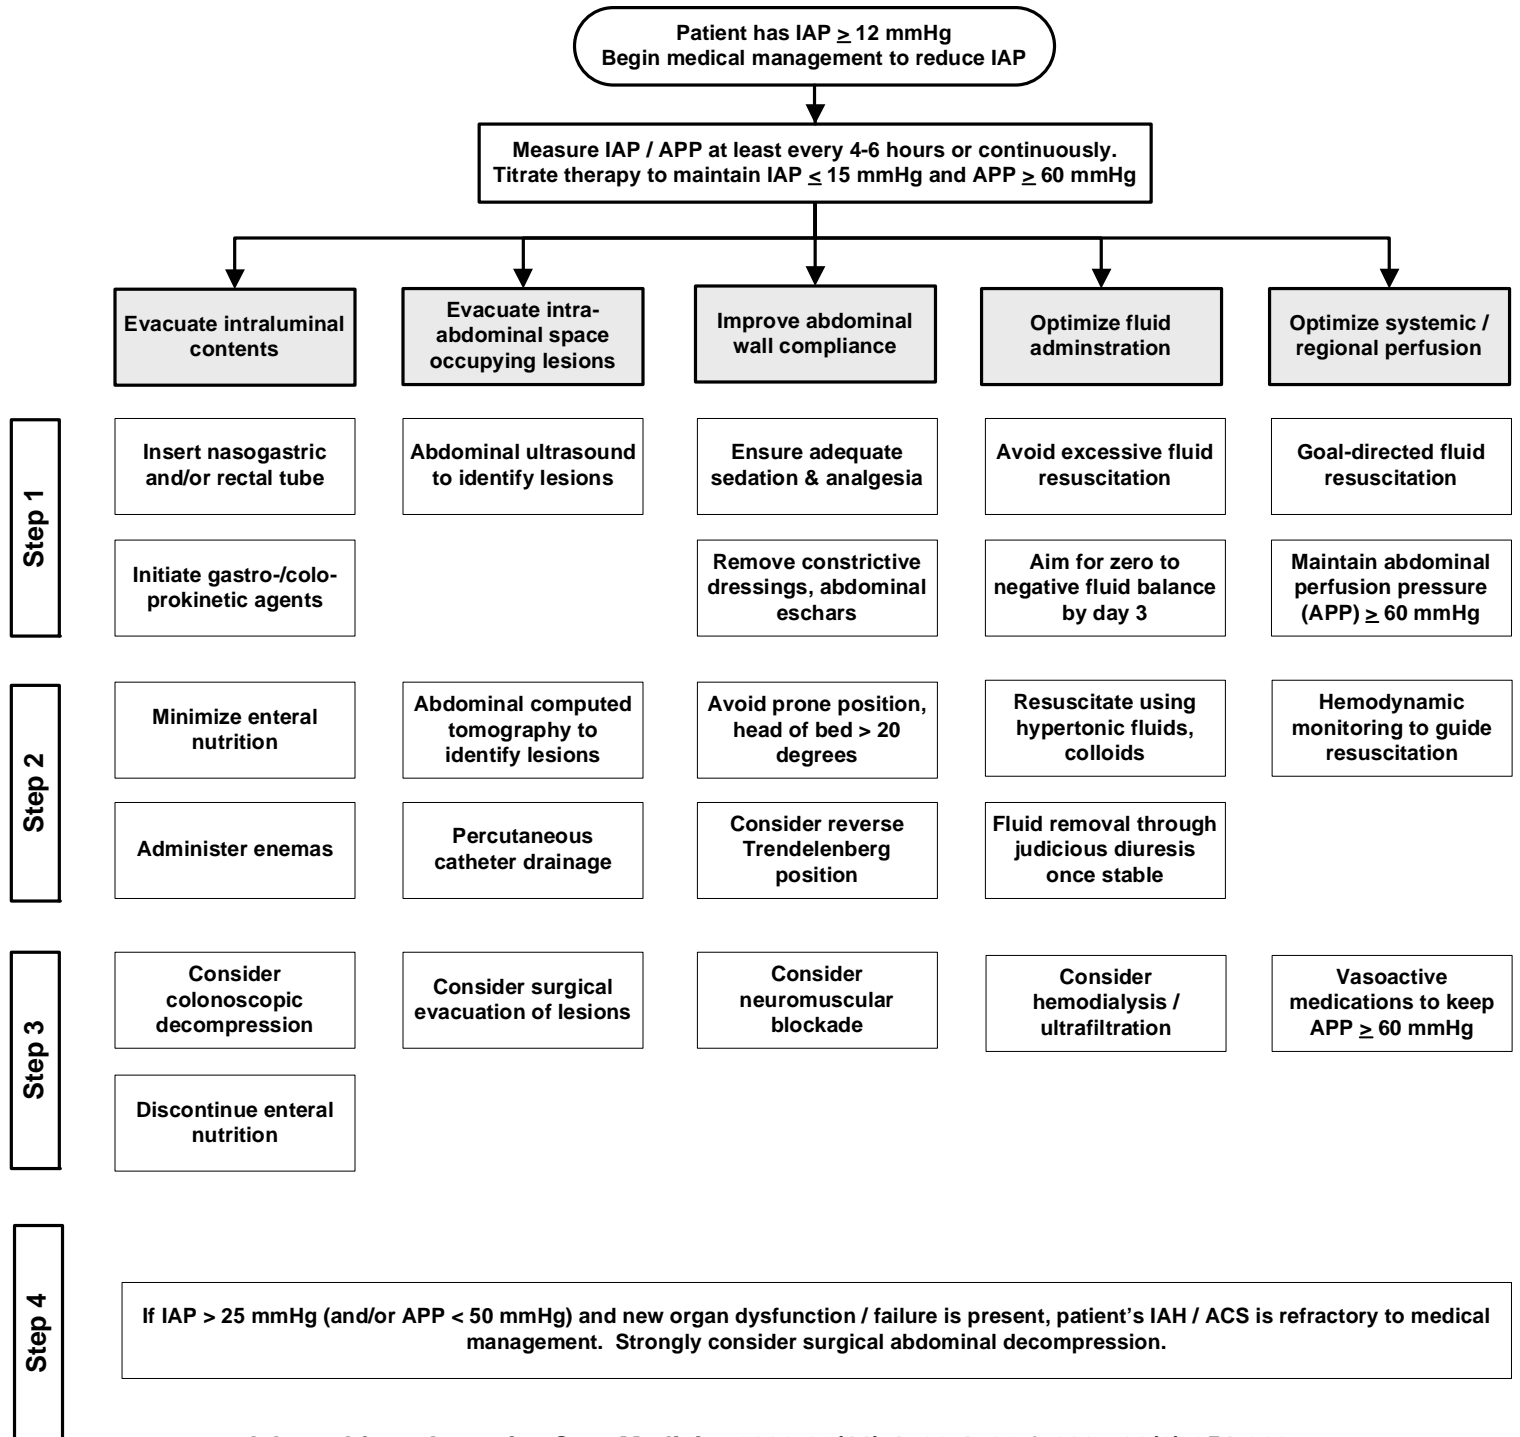 Patient has IAP ≥ 12 mmHg
Begin medical management to reduce IAP
Measure IAP / APP at least every 4-6 hours or continuously.
Titrate therapy to maintain IAP ≤ 15 mmHg and APP ≥ 60 mmHg
Evacuate intraluminal
contents
Evacuate intra-
abdominal space
occupying lesions
Improve abdominal
wall compliance
Optimize fluid
adminstration
Optimize systemic /
regional perfusion
Step 1
Insert nasogastric
and/or rectal tube
Abdominal ultrasound
to identify lesions
Ensure adequate
sedation & analgesia
Avoid excessive fluid
resuscitation
Goal-directed fluid
resuscitation
Initiate gastro-/colo-
prokinetic agents
Remove constrictive
dressings, abdominal
eschars
Aim for zero to
negative fluid balance
by day 3
Maintain abdominal
perfusion pressure
(APP) ≥ 60 mmHg
Step 2
Minimize enteral
nutrition
Abdominal computed
tomography to
identify lesions
Avoid prone position,
head of bed > 20
degrees
Resuscitate using
hypertonic fluids,
colloids
Hemodynamic
monitoring to guide
resuscitation
Administer enemas
Percutaneous
catheter drainage
Consider reverse
Trendelenberg
position
Fluid removal through
judicious diuresis
once stable
Step 3
Consider
colonoscopic
decompression
Consider surgical
evacuation of lesions
Consider
neuromuscular
blockade
Consider
hemodialysis /
ultrafiltration
Vasoactive
medications to keep
APP ≥ 60 mmHg
Discontinue enteral
nutrition
Step 4
If IAP > 25 mmHg (and/or APP < 50 mmHg) and new organ dysfunction / failure is present, patient's IAH / ACS is refractory to medical
management. Strongly consider surgical abdominal decompression.